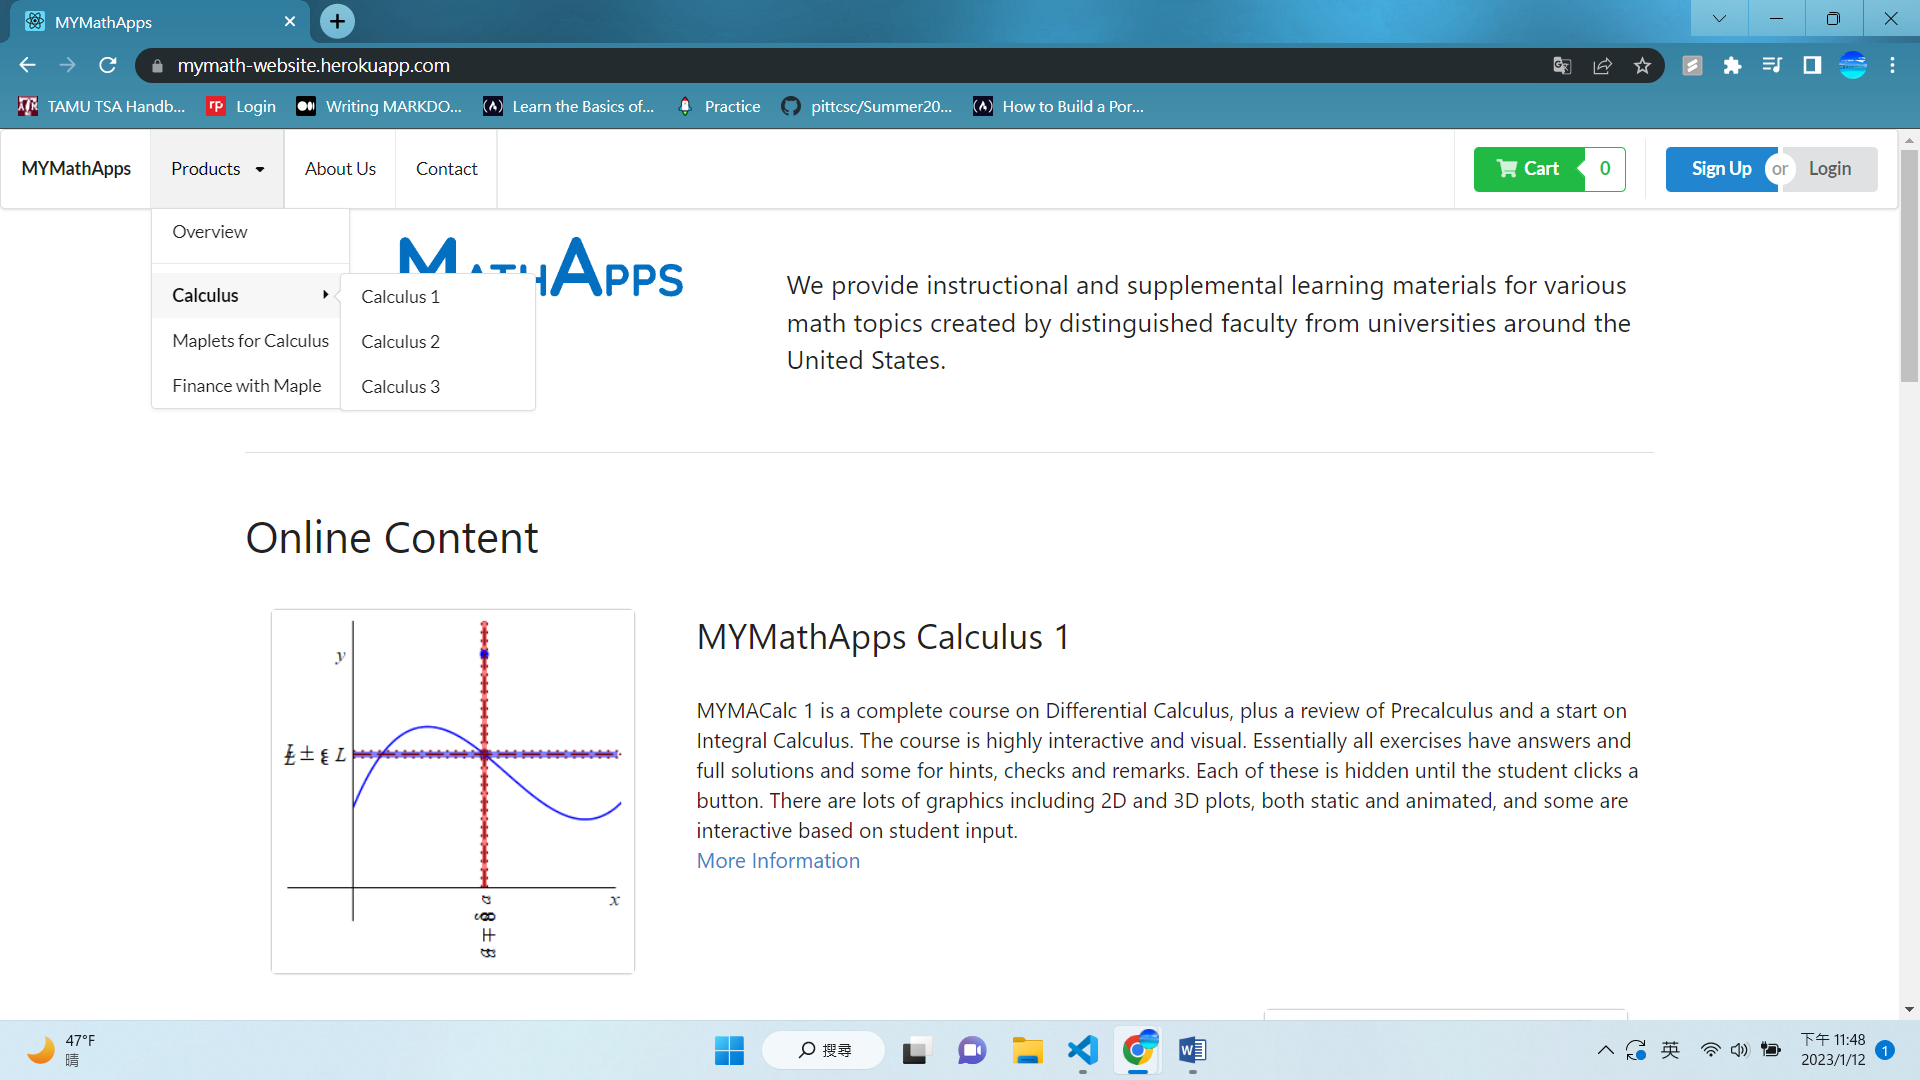 MYMathApps
mymath-website.herokuapp.com
TAMU TSA Handb...
Login
Writing MARKDO...
Learn the Basics of...
Practice
pittcsc/Summer20...
How to Build a Por...
MYMathApps
Products
About Us
Contact
Cart
0
Sign Up
or
Login
Overview
Calculus
Maplets for Calculus
Finance with Maple
Calculus 1
Calculus 2
Calculus 3
MATHAPPS
We provide instructional and supplemental learning materials for various
math topics created by distinguished faculty from universities around the
United States.
Online Content
y
L ± ε L
x
a
MYMathApps Calculus 1
MYMACalc 1 is a complete course on Differential Calculus, plus a review of Precalculus and a start on
Integral Calculus. The course is highly interactive and visual. Essentially all exercises have answers and
full solutions and some for hints, checks and remarks. Each of these is hidden until the student clicks a
button. There are lots of graphics including 2D and 3D plots, both static and animated, and some are
interactive based on student input.
More Information
47°F
晴
搜尋
英
下午 11:48
2023/1/12
1